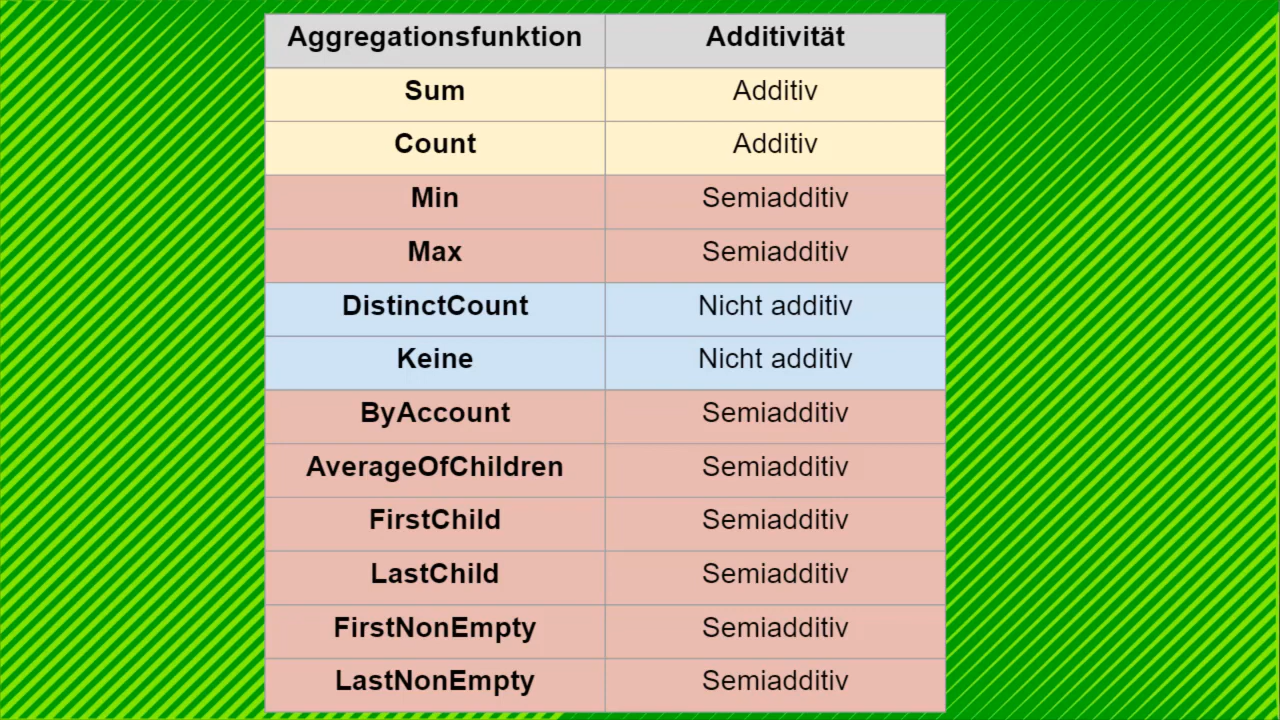 Aggregationsfunktion Additivität
Sum Additiv
Count Additiv
Min Semiadditiv
Max Semiadditiv
DistinctCount Nicht additiv
Keine Nicht additiv
ByAccount Semiadditiv
AverageOfChildren Semiadditiv
FirstChild Semiadditiv
LastChild Semiadditiv
FirstNonEmpty Semiadditiv
LastNonEmpty Semiadditiv